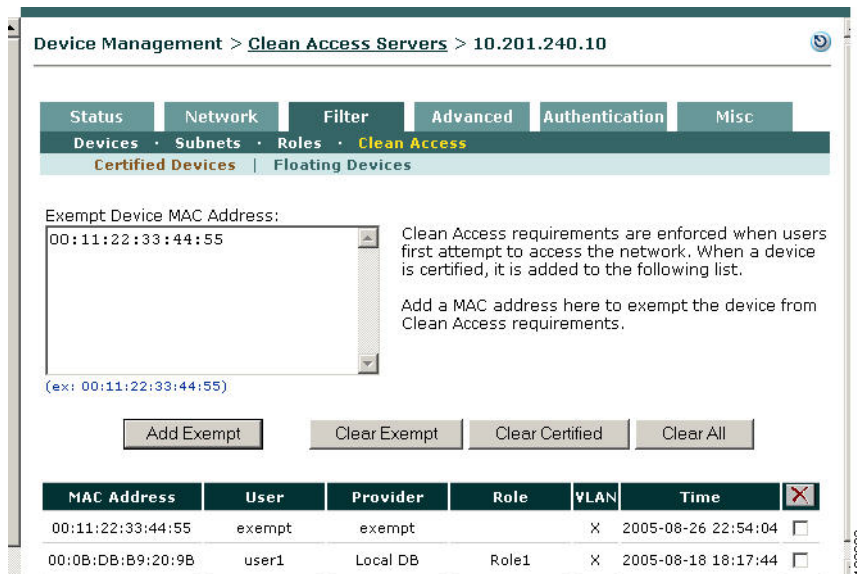 Device Management > Clean Access Servers > 10.201.240.10
Status Network Filter Advanced Authentication Misc
Devices · Subnets · Roles · Clean Access
Certified Devices | Floating Devices
Exempt Device MAC Address:
00:11:22:33:44:55
(ex: 00:11:22:33:44:55)
Clean Access requirements are enforced when users
first attempt to access the network. When a device
is certified, it is added to the following list.
Add a MAC address here to exempt the device from
Clean Access requirements.
Add Exempt Clear Exempt Clear Certified Clear All
MAC Address User Provider Role VLAN Time
00:11:22:33:44:55 exempt exempt X 2005-08-26 22:54:04
00:0B:DB:B9:20:9B user1 Local DB Role1 X 2005-08-18 18:17:44